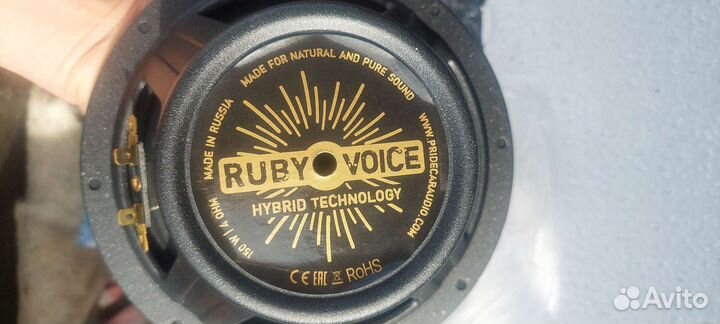 MADE FOR NATURAL AND PURE SOUND
MADE IN RUSSIA
WWW.PRIDECARAUDIO.COM
RUBY VOICE
HYBRID TECHNOLOGY
150 W | 4 OHM
CE EAC RoHS
Avito